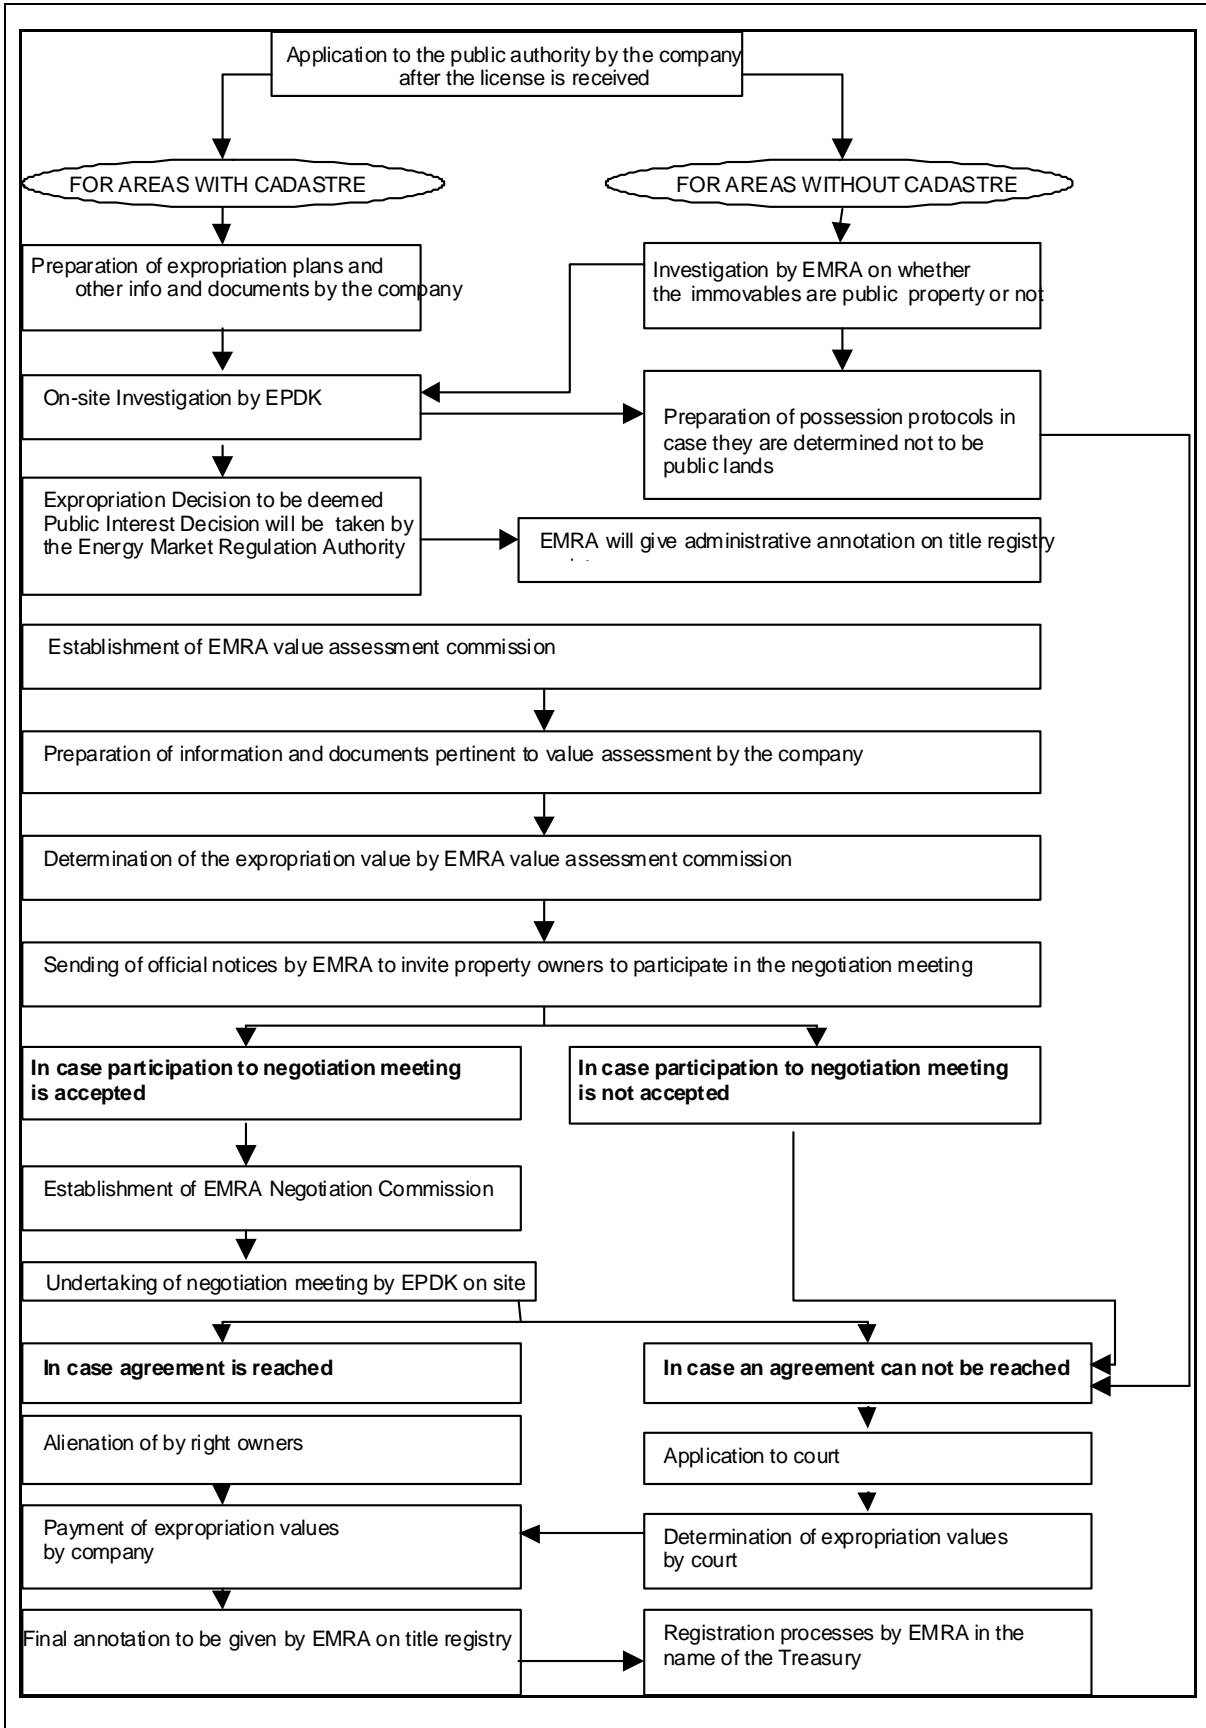 Application to the public authority by the company
after the license is received
FOR AREAS WITH CADASTRE
FOR AREAS WITHOUT CADASTRE
Preparation of expropriation plans and
other info and documents by the company
Investigation by EMRA on whether
the immovables are public property or not
On-site Investigation by EPDK
Preparation of possession protocols in
case they are determined not to be
public lands
Expropriation Decision to be deemed
Public Interest Decision will be taken by
the Energy Market Regulation Authority
EMRA will give administrative annotation on title registry
Establishment of EMRA value assessment commission
Preparation of information and documents pertinent to value assessment by the company
Determination of the expropriation value by EMRA value assessment commission
Sending of official notices by EMRA to invite property owners to participate in the negotiation meeting
In case participation to negotiation meeting
is accepted
In case participation to negotiation meeting
is not accepted
Establishment of EMRA Negotiation Commission
Undertaking of negotiation meeting by EPDK on site
In case agreement is reached
In case an agreement can not be reached
Alienation of by right owners
Application to court
Payment of expropriation values
by company
Determination of expropriation values
by court
Final annotation to be given by EMRA on title registry
Registration processes by EMRA in the
name of the Treasury